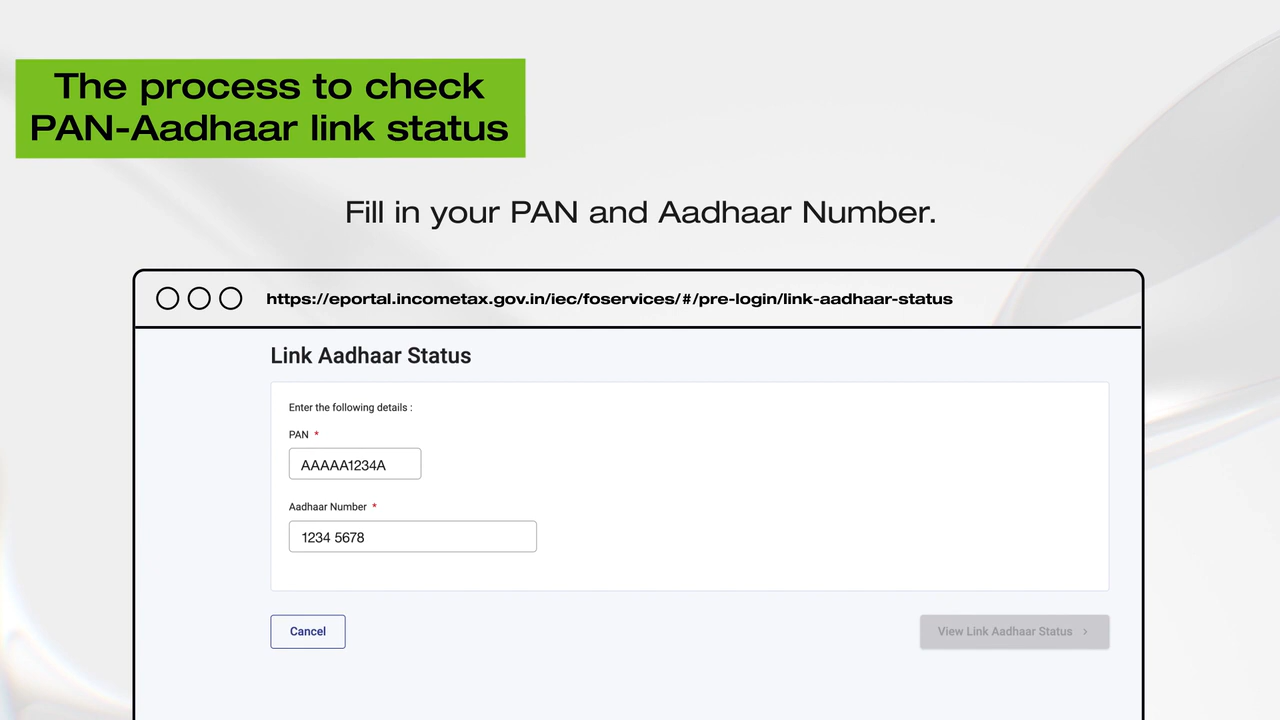 The process to check
PAN-Aadhaar link status
Fill in your PAN and Aadhaar Number.
https://eportal.incometax.gov.in/iec/foservices/#/pre-login/link-aadhaar-status
Link Aadhaar Status
Enter the following details :
PAN *
AAAAA1234A
Aadhaar Number *
1234 5678
Cancel
View Link Aadhaar Status >